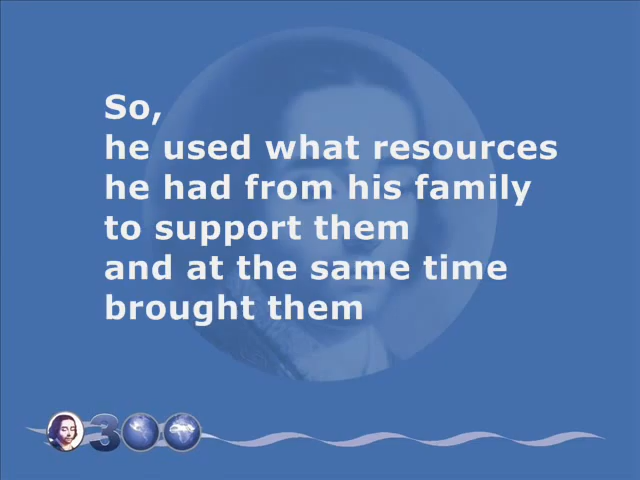 So,
he used what resources
he had from his family
to support them
and at the same time
brought them
300